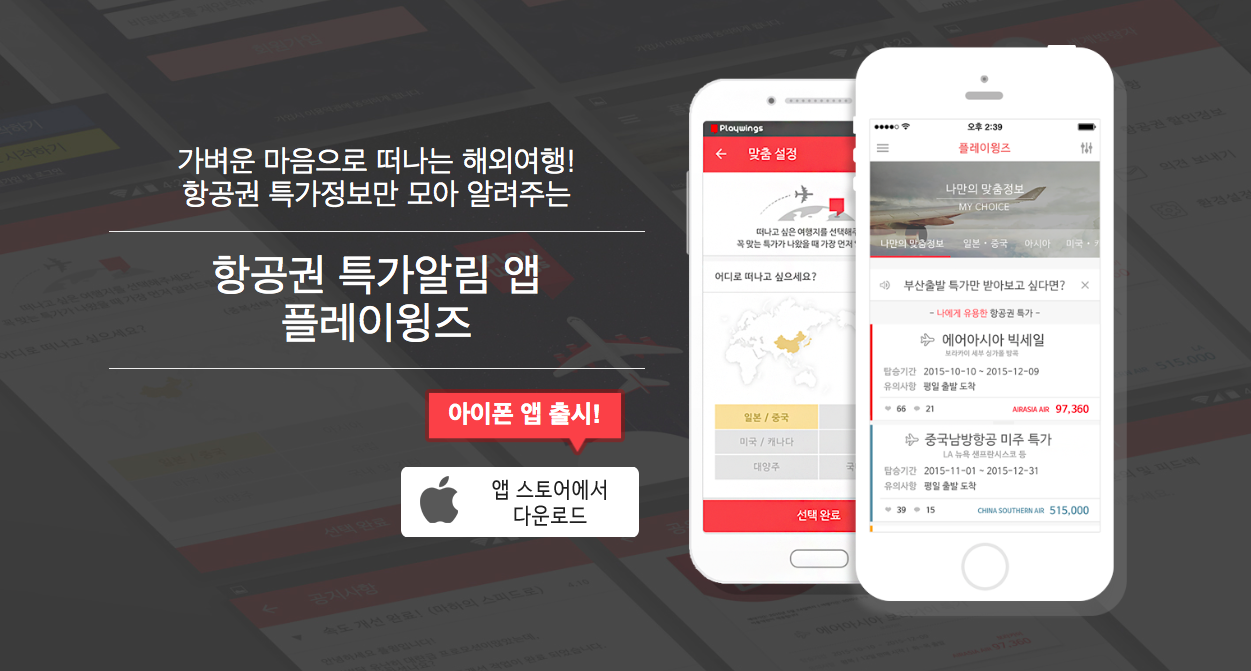 가벼운 마음으로 떠나는 해외여행!
항공권 특가정보만 모아 알려주는
항공권 특가알림 앱
플레이윙즈
아이폰 앱 출시!
앱 스토어에서
다운로드
Playwings
맞춤 설정
떠나고 싶은 여행지를 선택해
꼭 맞는 특가가 나왔을 때 가장 먼저
어디로 떠나고 싶으세요?
일본 / 중국
미국 / 캐나다
대양주
선택 완료
오후 2:39
플레이윙즈
나만의 맞춤정보
MY CHOICE
나만의 맞춤정보 일본 · 중국 아시아 미국 ·
부산출발 특가만 받아보고 싶다면? ×
- 나에게 유용한 항공권 특가 -
에어아시아 빅세일
보라카이 세부 싱가폴 방콕
탑승기간 2015-10-10 ~ 2015-12-09
유의사항 평일 출발 도착
66 21 AIRASIA AIR 97,360
중국남방항공 미주 특가
LA 뉴욕 샌프란시스코 등
탑승기간 2015-11-01 ~ 2015-12-31
유의사항 평일 출발 도착
39 15 CHINA SOUTHERN AIR 515,000
공지사항